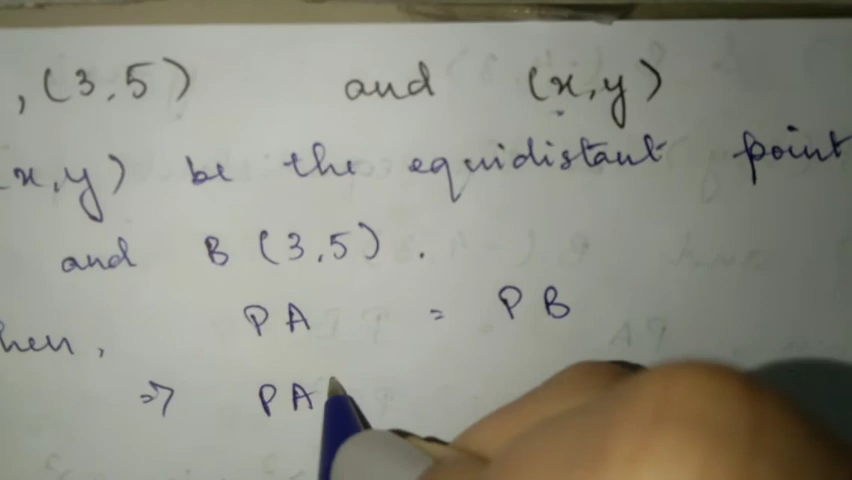 , (3,5) and (x,y)
x,y) be the equidistant point
and B (3,5).
hen, PA = PB
⇒ PA